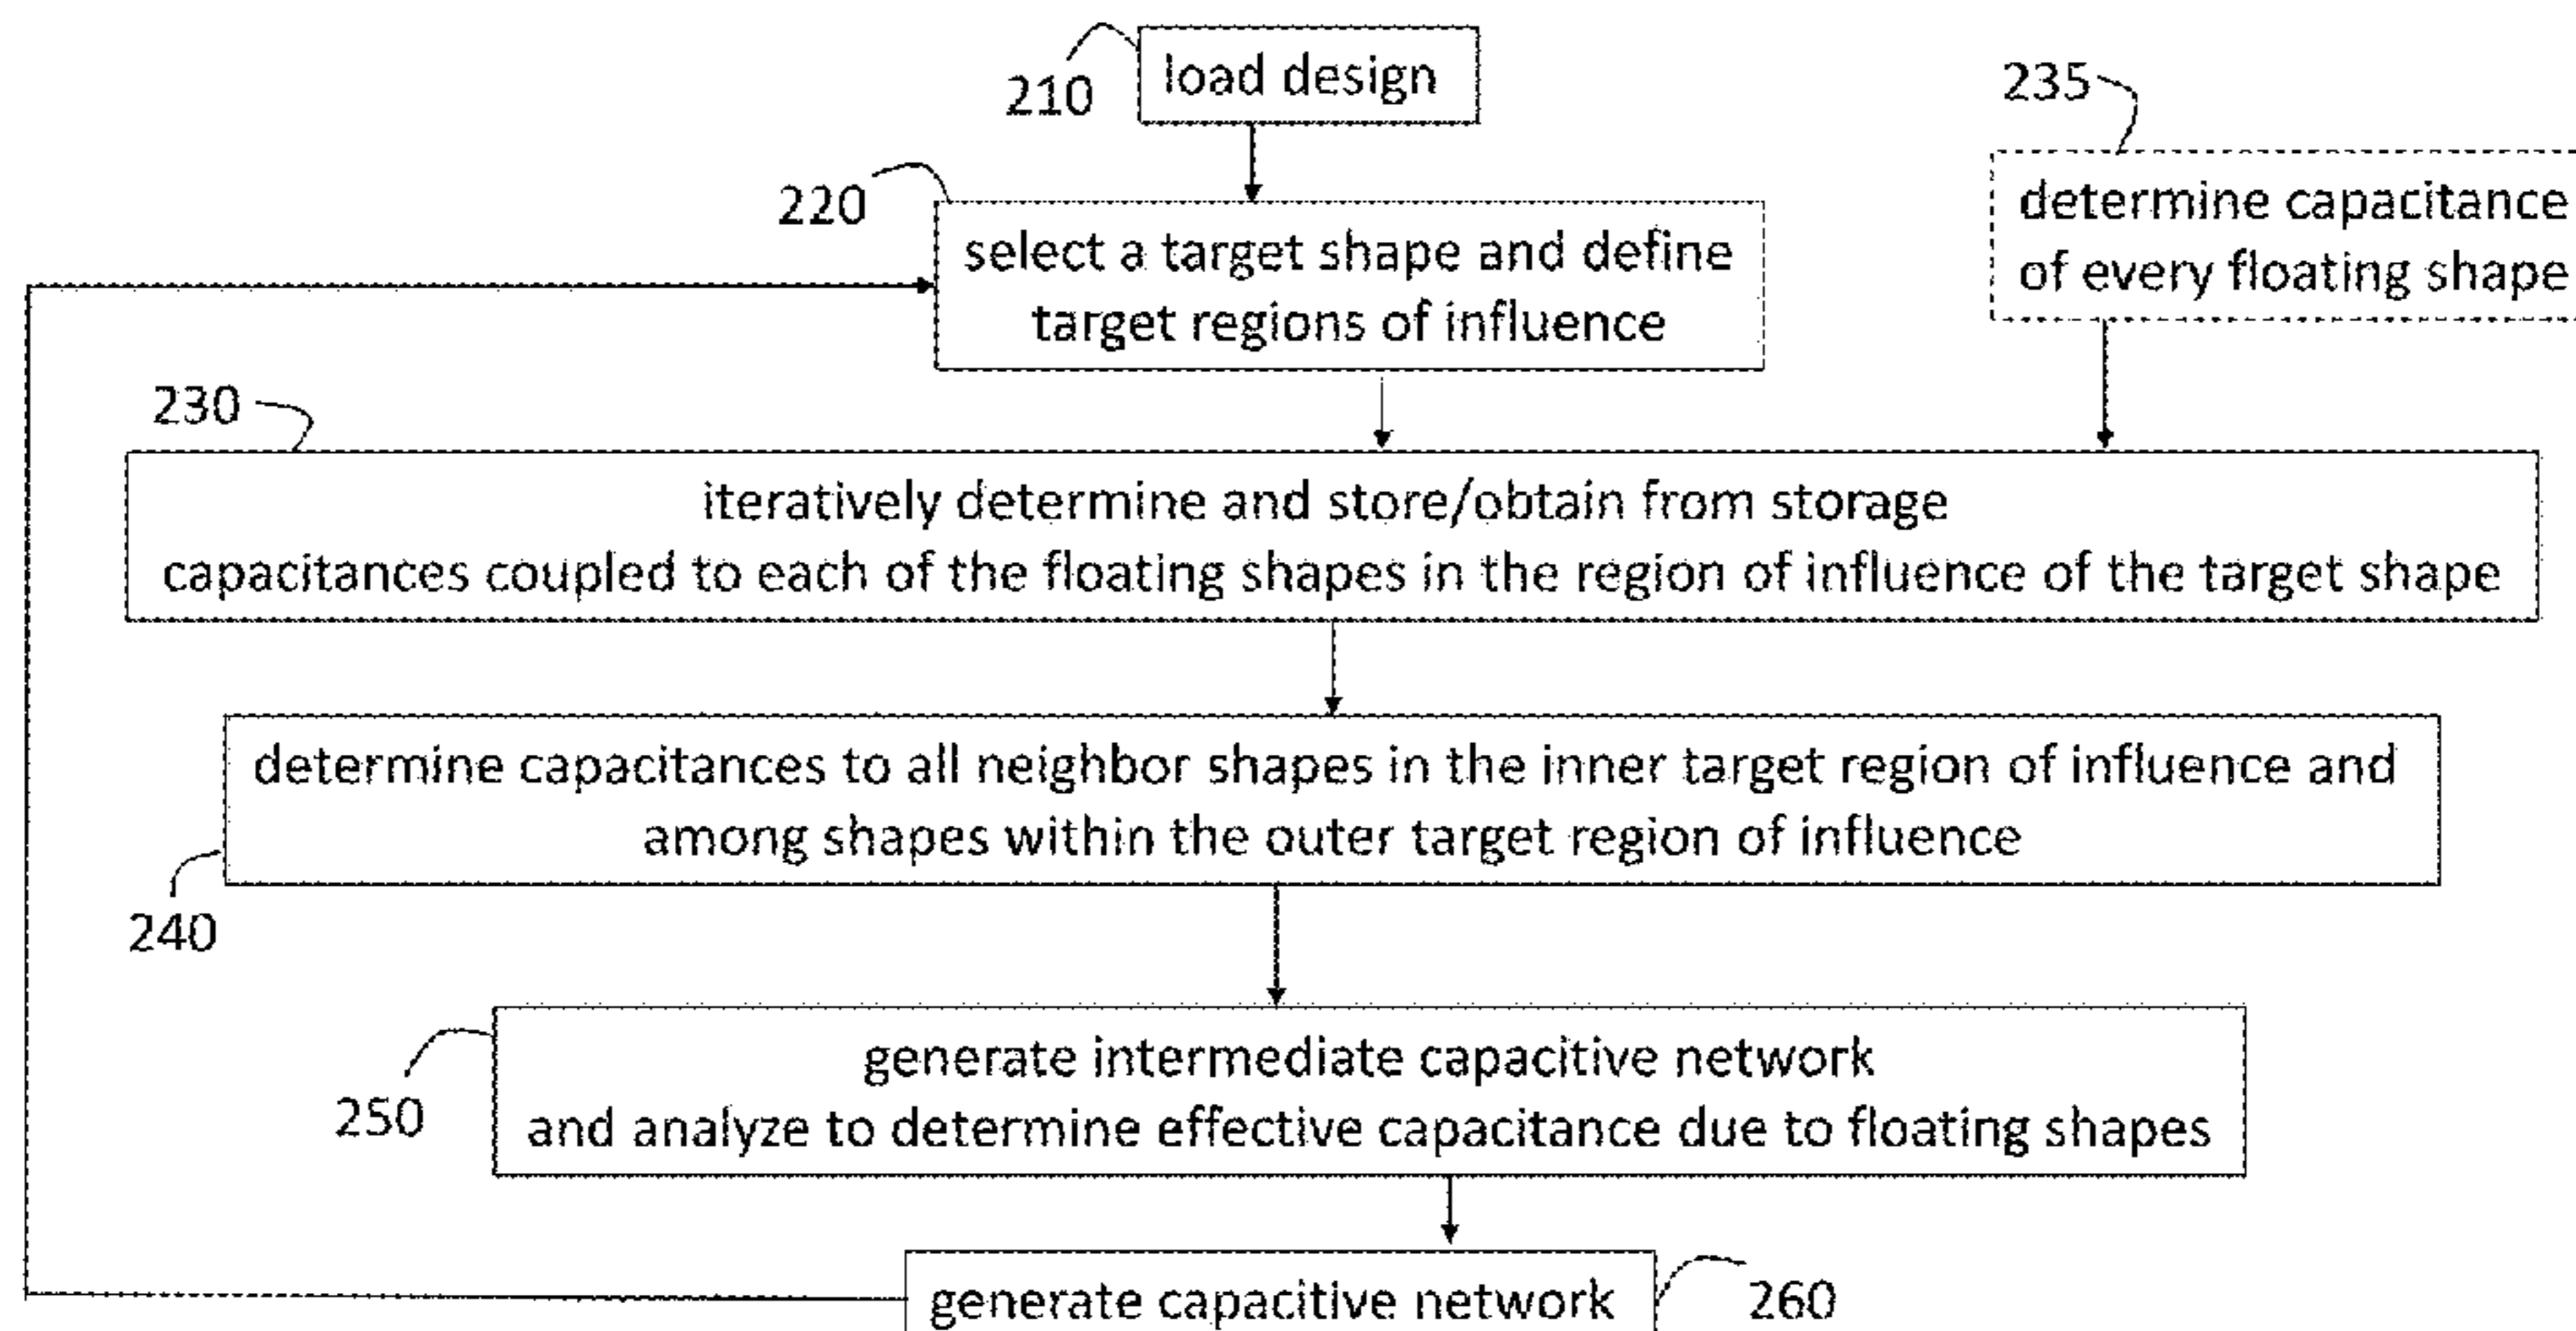 210
load design
235
determine capacitance
of every floating shape
220
select a target shape and define
target regions of influence
230
iteratively determine and store/obtain from storage
capacitances coupled to each of the floating shapes in the region of influence of the target shape
determine capacitances to all neighbor shapes in the inner target region of influence and
among shapes within the outer target region of influence
240
generate intermediate capacitive network
and analyze to determine effective capacitance due to floating shapes
250
generate capacitive network
260